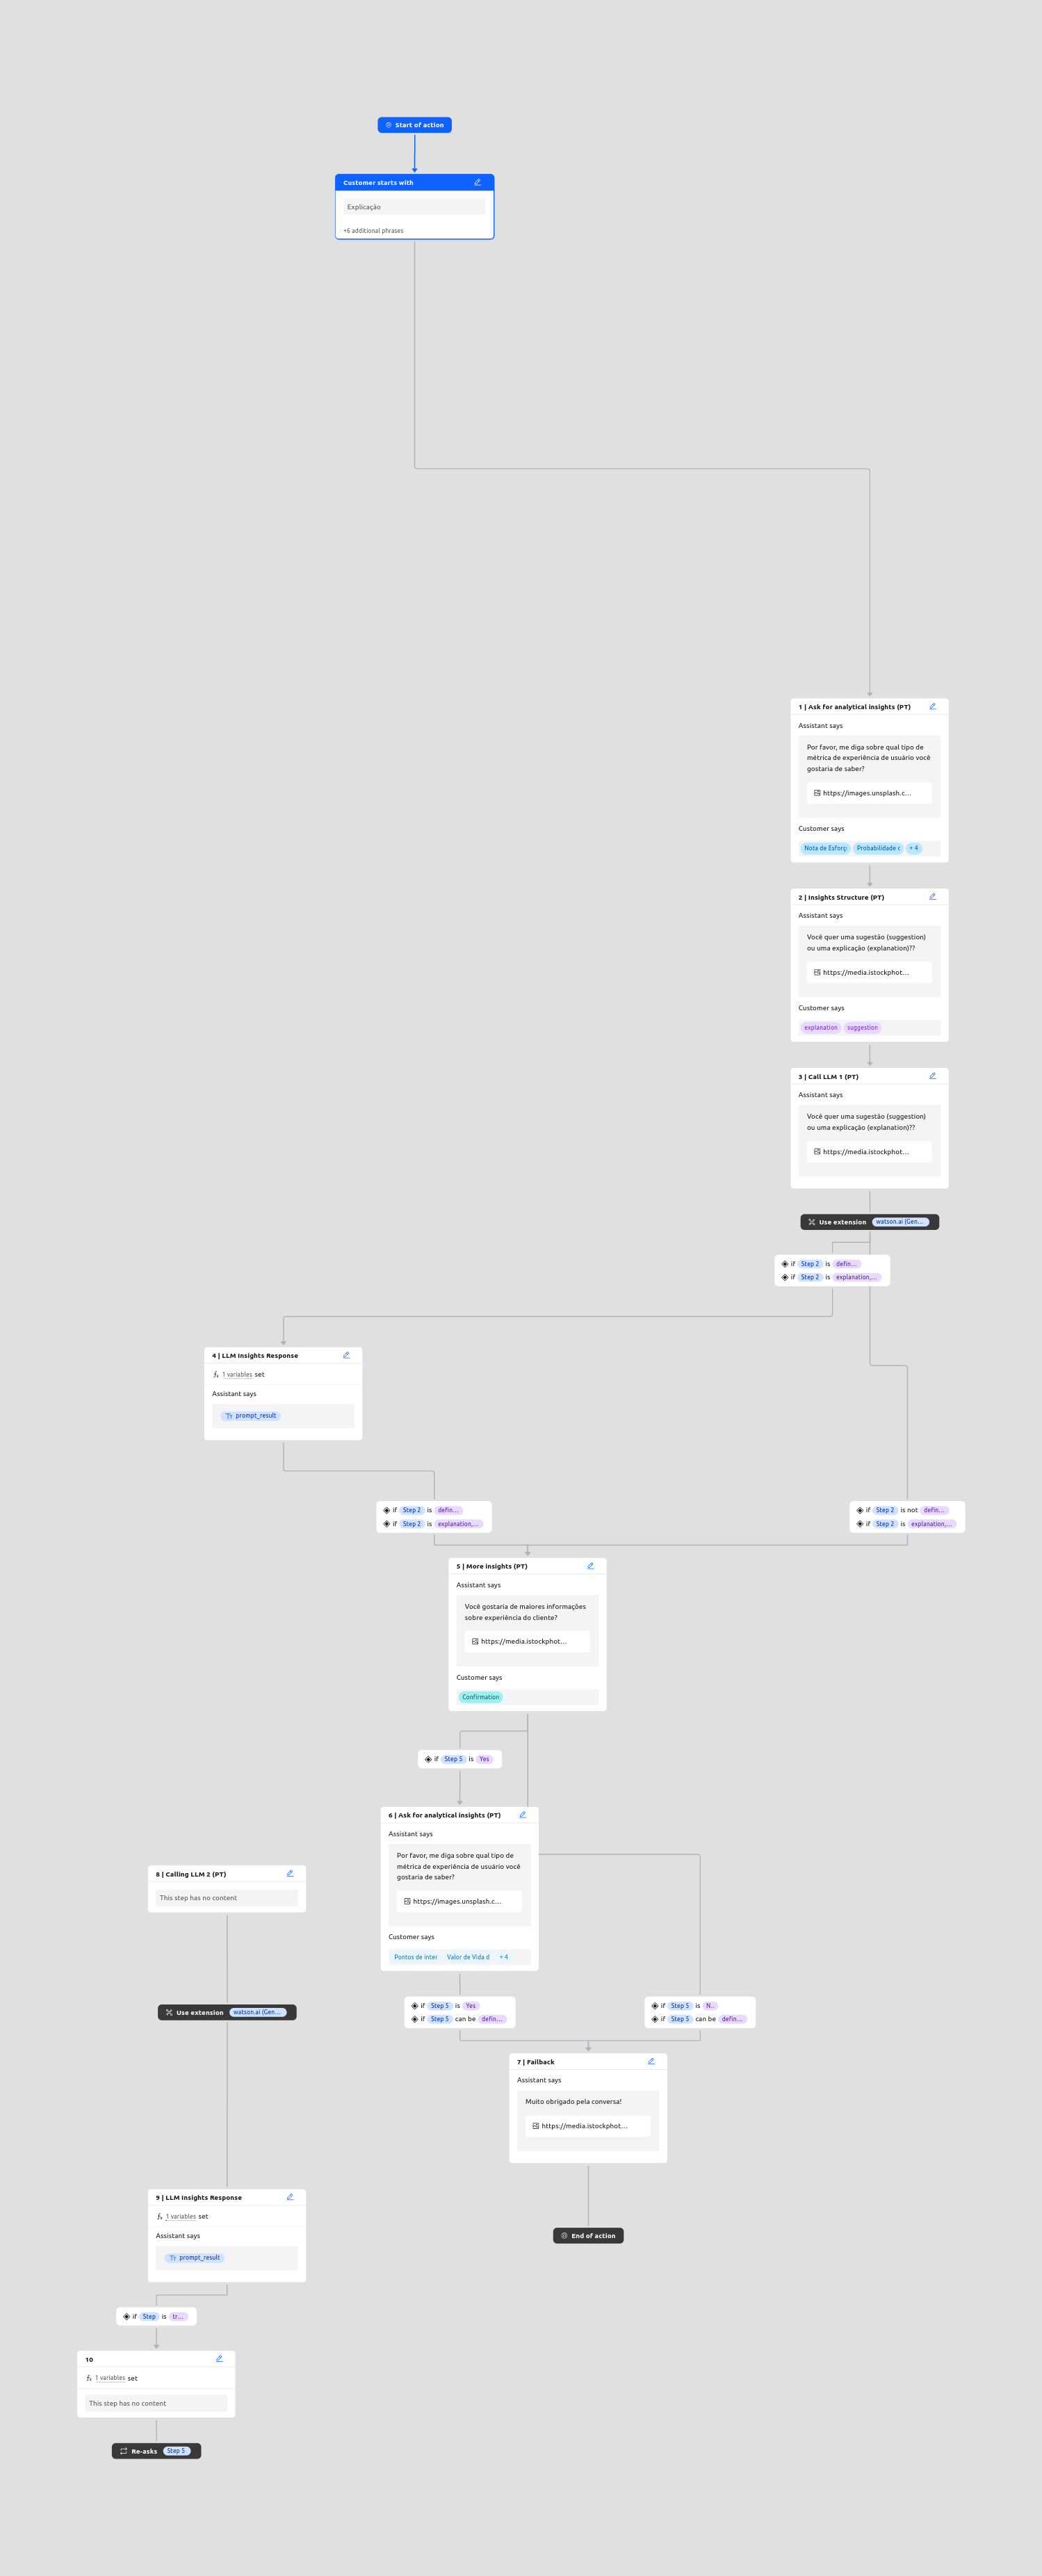 Start of action
Customer starts with
Explicação
+6 additional phrases
1 | Ask for analytical insights (PT)
Assistant says
Por favor, me diga sobre qual tipo de
métrica de experiência de usuário você
gostaria de saber?
https://images.unsplash.c...
Customer says
Nota de Esforç Probabilidade c + 4
2 | Insights Structure (PT)
Assistant says
Você quer uma sugestão (suggestion)
ou uma explicação (explanation)??
https://media.istockphot...
Customer says
explanation suggestion
3 | Call LLM 1 (PT)
Assistant says
Você quer uma sugestão (suggestion)
ou uma explicação (explanation)??
https://media.istockphot...
Use extension watson.ai (Gen...
if Step 2 is defin...
if Step 2 is explanation,...
4 | LLM Insights Response
1 variables set
Assistant says
prompt_result
if Step 2 is defin...
if Step 2 is explanation,...
if Step 2 is not defin...
if Step 2 is explanation,...
5 | More insights (PT)
Assistant says
Você gostaria de maiores informações
sobre experiência do cliente?
https://media.istockphot...
Customer says
Confirmation
if Step 5 is Yes
6 | Ask for analytical insights (PT)
Assistant says
Por favor, me diga sobre qual tipo de
métrica de experiência de usuário você
gostaria de saber?
https://images.unsplash.c...
Customer says
Pontos de inter Valor de Vida d + 4
if Step 5 is Yes
if Step 5 can be defin...
if Step 5 is N..
if Step 5 can be defin...
7 | Failback
Assistant says
Muito obrigado pela conversa!
https://media.istockphot...
End of action
8 | Calling LLM 2 (PT)
This step has no content
Use extension watson.ai (Gen...
9 | LLM Insights Response
1 variables set
Assistant says
prompt_result
if Step is tr...
10
1 variables set
This step has no content
Re-asks Step 5